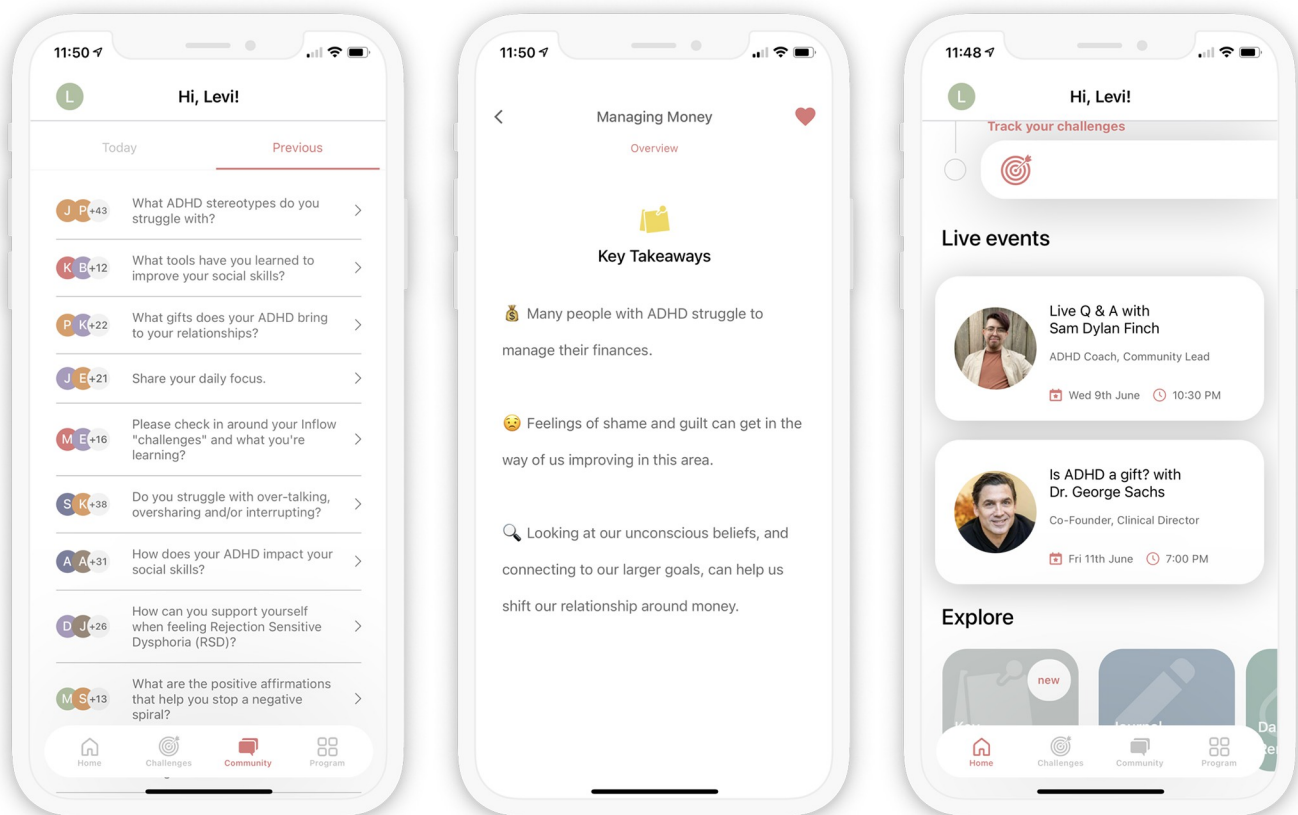 11:50
L
Hi, Levi!
Today
Previous
J P +43
What ADHD stereotypes do you
struggle with?
K B +12
What tools have you learned to
improve your social skills?
P K +22
What gifts does your ADHD bring
to your relationships?
J E +21
Share your daily focus.
M E +16
Please check in around your Inflow
"challenges" and what you're
learning?
S K +38
Do you struggle with over-talking,
oversharing and/or interrupting?
A A +31
How does your ADHD impact your
social skills?
D J +26
How can you support yourself
when feeling Rejection Sensitive
Dysphoria (RSD)?
M S +13
What are the positive affirmations
that help you stop a negative
spiral?
Home
Challenges
Community
Program
11:50
Managing Money
Overview
Key Takeaways
💰 Many people with ADHD struggle to
manage their finances.
😟 Feelings of shame and guilt can get in the
way of us improving in this area.
🔍 Looking at our unconscious beliefs, and
connecting to our larger goals, can help us
shift our relationship around money.
11:48
L
Hi, Levi!
Track your challenges
Live events
Live Q & A with
Sam Dylan Finch
ADHD Coach, Community Lead
Wed 9th June
10:30 PM
Is ADHD a gift? with
Dr. George Sachs
Co-Founder, Clinical Director
Fri 11th June
7:00 PM
Explore
new
Key
Journal
Da
Home
Challenges
Community
Program